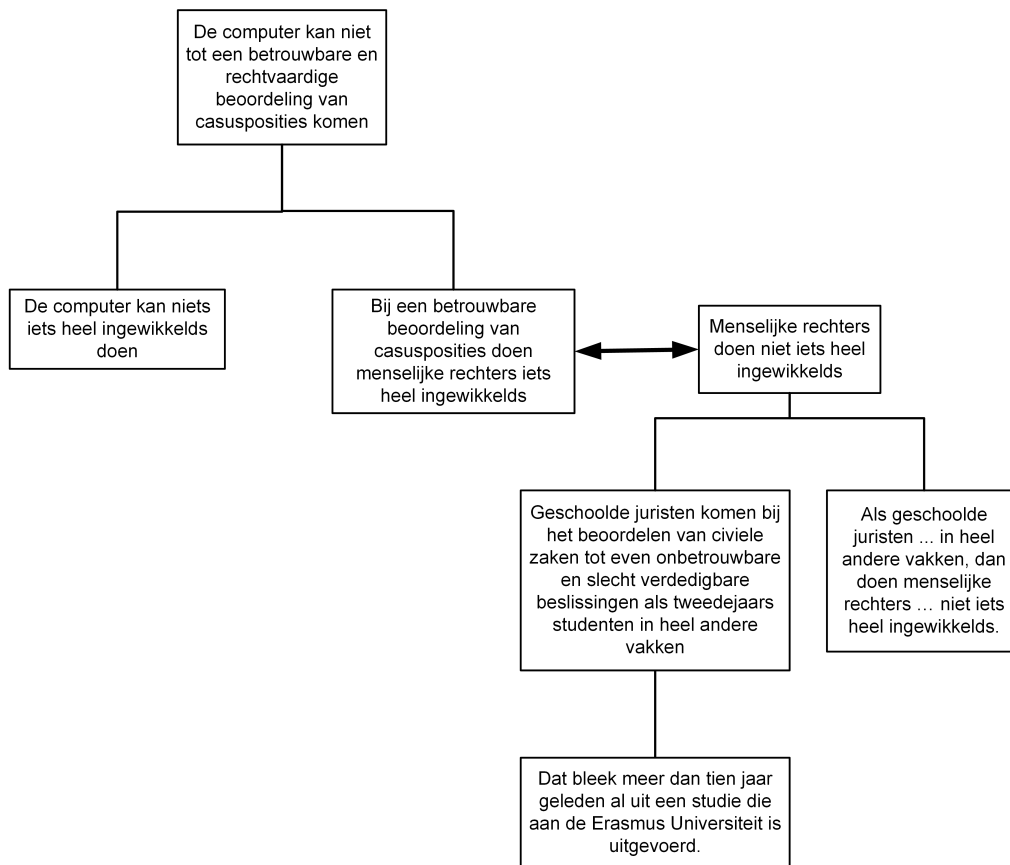 De computer kan niet
tot een betrouwbare en
rechtvaardige
beoordeling van
casusposities komen
De computer kan niets
iets heel ingewikkelds
doen
Bij een betrouwbare
beoordeling van
casusposities doen
menselijke rechters iets
heel ingewikkelds
Menselijke rechters
doen niet iets heel
ingewikkelds
Geschoolde juristen komen bij
het beoordelen van civiele
zaken tot even onbetrouwbare
en slecht verdedigbare
beslissingen als tweedejaars
studenten in heel andere
vakken
Als geschoolde
juristen ... in heel
andere vakken, dan
doen menselijke
rechters … niet iets
heel ingewikkelds.
Dat bleek meer dan tien jaar
geleden al uit een studie die
aan de Erasmus Universiteit is
uitgevoerd.